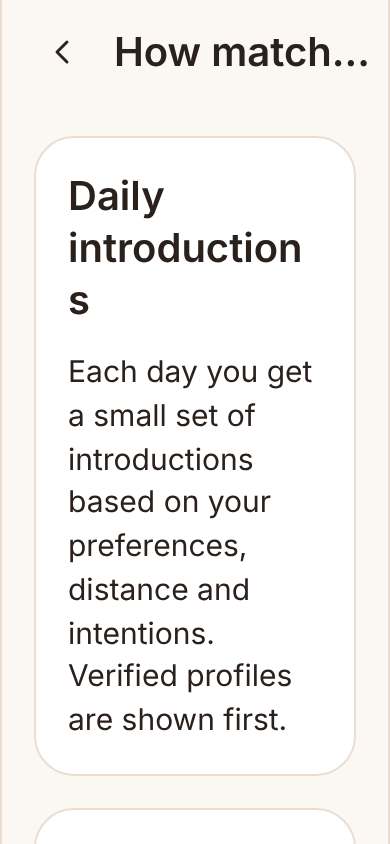 How match...
Daily
introduction
s
Each day you get
a small set of
introductions
based on your
preferences,
distance and
intentions.
Verified profiles
are shown first.